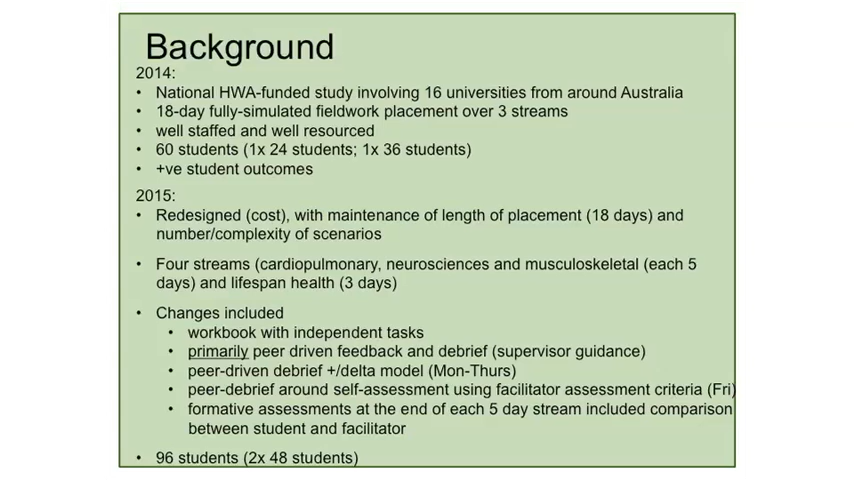 Background
2014:
• National HWA-funded study involving 16 universities from around Australia
• 18-day fully-simulated fieldwork placement over 3 streams
• well staffed and well resourced
• 60 students (1x 24 students; 1x 36 students)
• +ve student outcomes
2015:
• Redesigned (cost), with maintenance of length of placement (18 days) and
number/complexity of scenarios
• Four streams (cardiopulmonary, neurosciences and musculoskeletal (each 5
days) and lifespan health (3 days)
• Changes included
• workbook with independent tasks
• primarily peer driven feedback and debrief (supervisor guidance)
• peer-driven debrief +/delta model (Mon-Thurs)
• peer-debrief around self-assessment using facilitator assessment criteria (Fri)
• formative assessments at the end of each 5 day stream included comparison
between student and facilitator
• 96 students (2x 48 students)